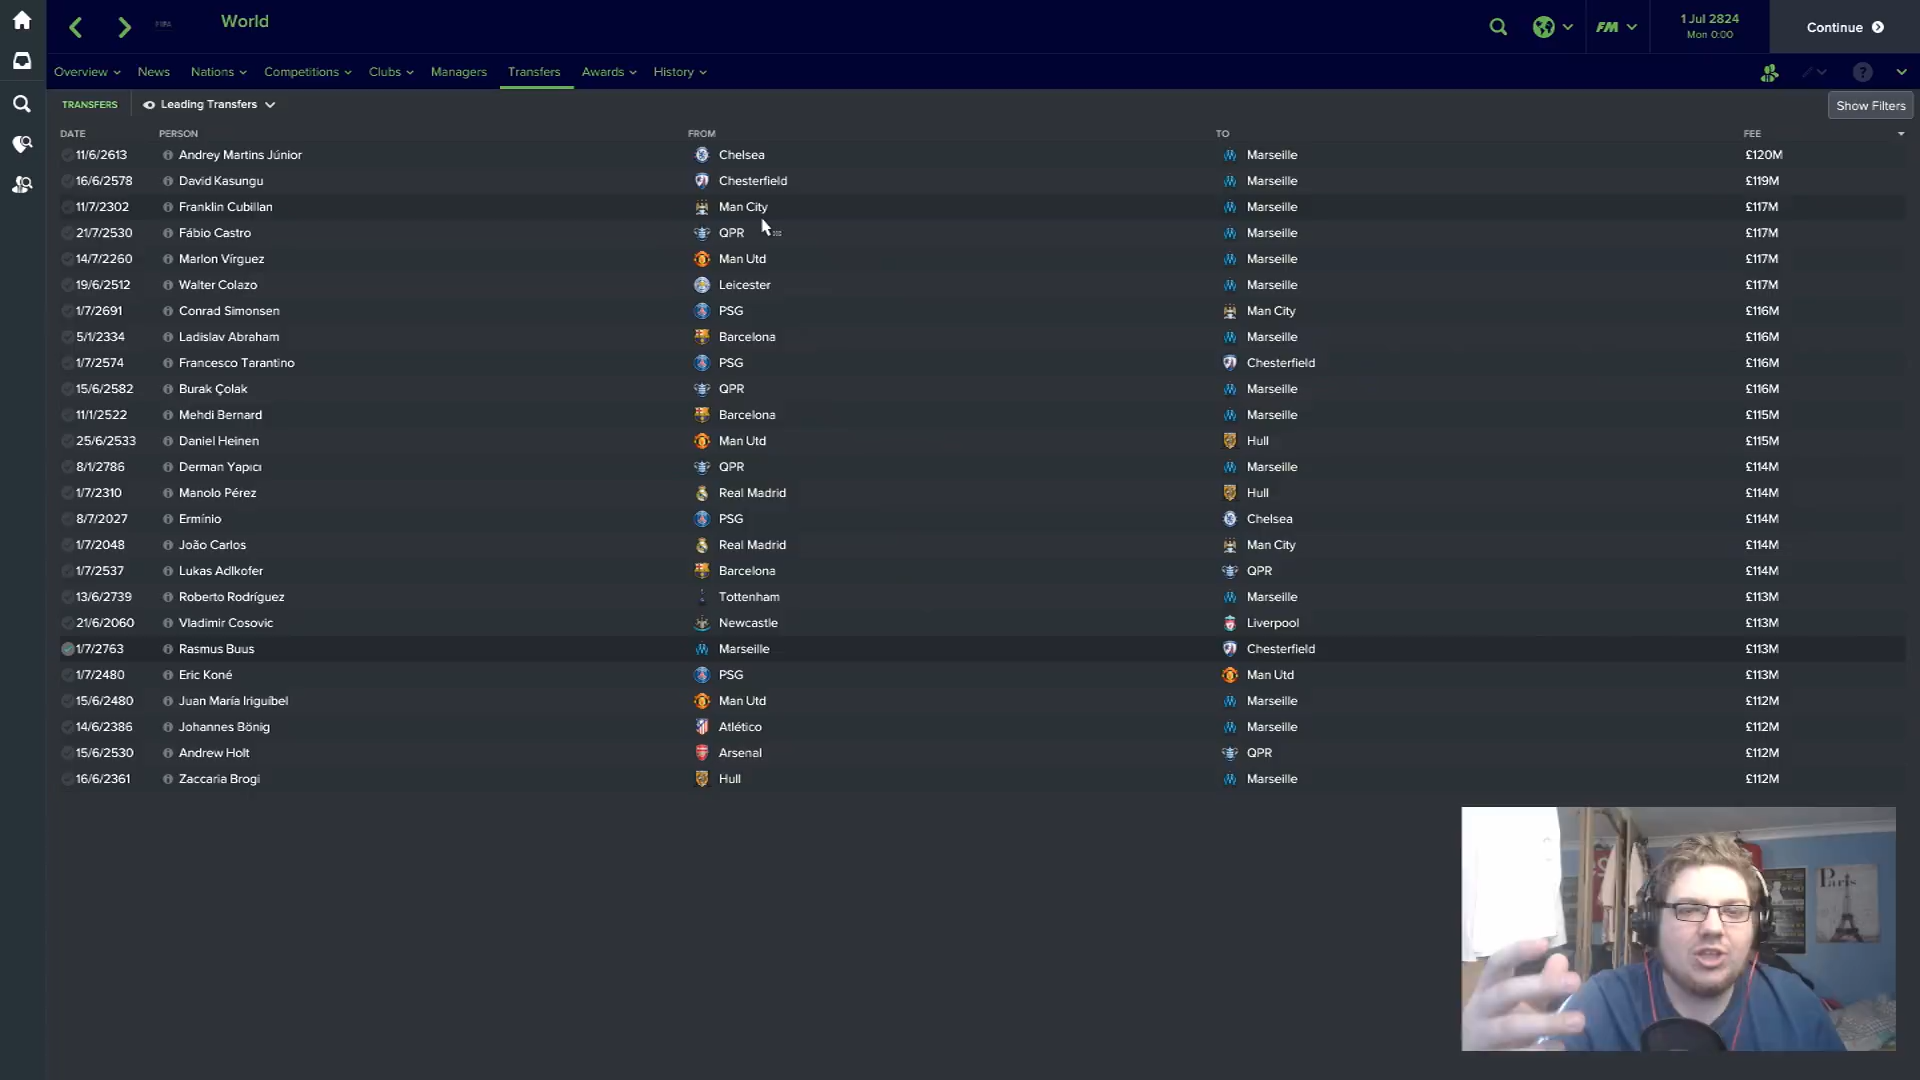 World
FM
1 Jul 2824
Mon 0:00
Continue
Overview News Nations Competitions Clubs Managers Transfers Awards History
?
TRANSFERS Leading Transfers Show Filters
DATE PERSON FROM TO FEE
11/6/2613 Andrey Martins Júnior Chelsea Marseille £120M
16/6/2578 David Kasungu Chesterfield Marseille £119M
11/7/2302 Franklin Cubillan Man City Marseille £117M
21/7/2530 Fábio Castro QPR Marseille £117M
14/7/2260 Marlon Vírguez Man Utd Marseille £117M
19/6/2512 Walter Colazo Leicester Marseille £117M
1/7/2691 Conrad Simonsen PSG Man City £116M
5/1/2334 Ladislav Abraham Barcelona Marseille £116M
1/7/2574 Francesco Tarantino PSG Chesterfield £116M
15/6/2582 Burak Çolak QPR Marseille £116M
11/1/2522 Mehdi Bernard Barcelona Marseille £115M
25/6/2533 Daniel Heinen Man Utd Hull £115M
8/1/2786 Derman Yapıcı QPR Marseille £114M
1/7/2310 Manolo Pérez Real Madrid Hull £114M
8/7/2027 Ermínio PSG Chelsea £114M
1/7/2048 João Carlos Real Madrid Man City £114M
1/7/2537 Lukas Adlkofer Barcelona QPR £114M
13/6/2739 Roberto Rodríguez Tottenham Marseille £113M
21/6/2060 Vladimir Cosovic Newcastle Liverpool £113M
1/7/2763 Rasmus Buus Marseille Chesterfield £113M
1/7/2480 Eric Koné PSG Man Utd £113M
15/6/2480 Juan María Iriguíbel Man Utd Marseille £112M
14/6/2386 Johannes Bönig Atlético Marseille £112M
15/6/2530 Andrew Holt Arsenal QPR £112M
16/6/2361 Zaccaria Brogi Hull Marseille £112M
Paris